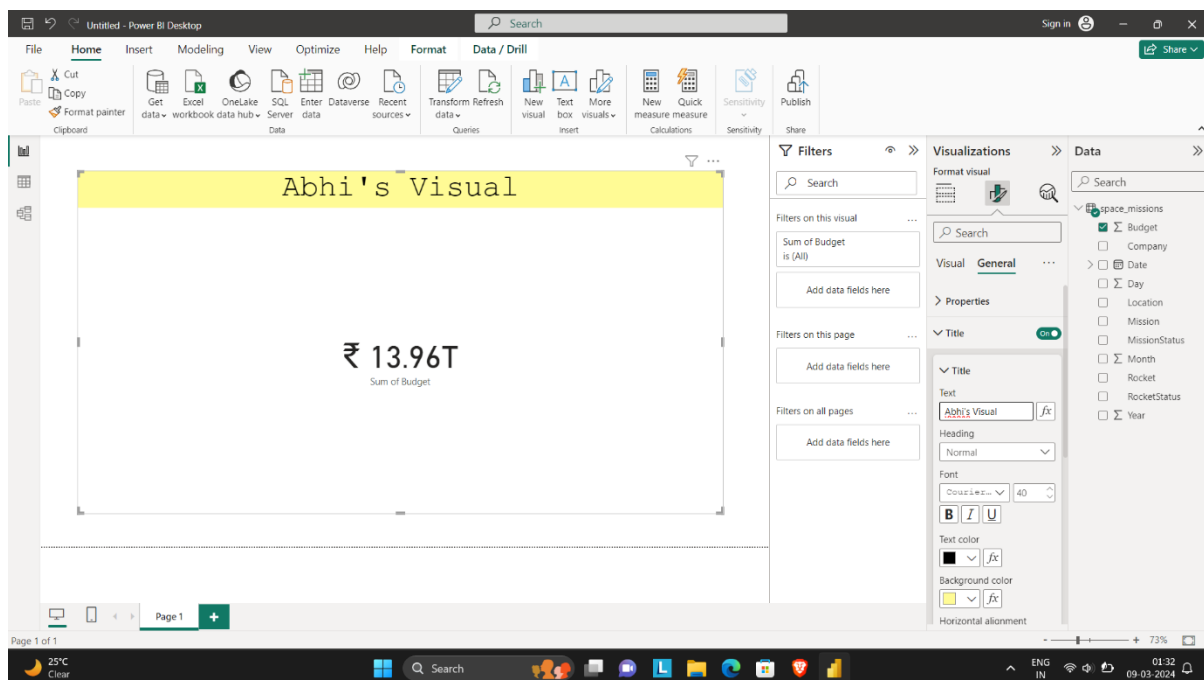 Untitled - Power BI Desktop
Search
Sign in
File Home Insert Modeling View Optimize Help Format Data / Drill
Share
Paste
Cut
Copy
Format painter
Clipboard
Get data
Excel workbook
OneLake data hub
SQL Server
Enter data
Dataverse
Recent sources
Data
Transform data
Refresh
Queries
New visual
Text box
More visuals
Insert
New measure
Quick measure
Calculations
Sensitivity
Sensitivity
Publish
Share
Abhi's Visual
₹ 13.96T
Sum of Budget
Filters
Search
Filters on this visual ...
Sum of Budget
is (All)
Add data fields here
Filters on this page ...
Add data fields here
Filters on all pages ...
Add data fields here
Visualizations
Format visual
Search
Visual General ...
Properties
Title On
Title
Text
Abhi's Visual fx
Heading
Normal
Font
Courier... 40
B I U
Text color
fx
Background color
fx
Horizontal alignment
Data
Search
space_missions
Σ Budget
Company
Date
Σ Day
Location
Mission
MissionStatus
Σ Month
Rocket
RocketStatus
Σ Year
Page 1 +
Page 1 of 1
- + 73%
25°C
Clear
Search
ENG
IN
01:32
09-03-2024